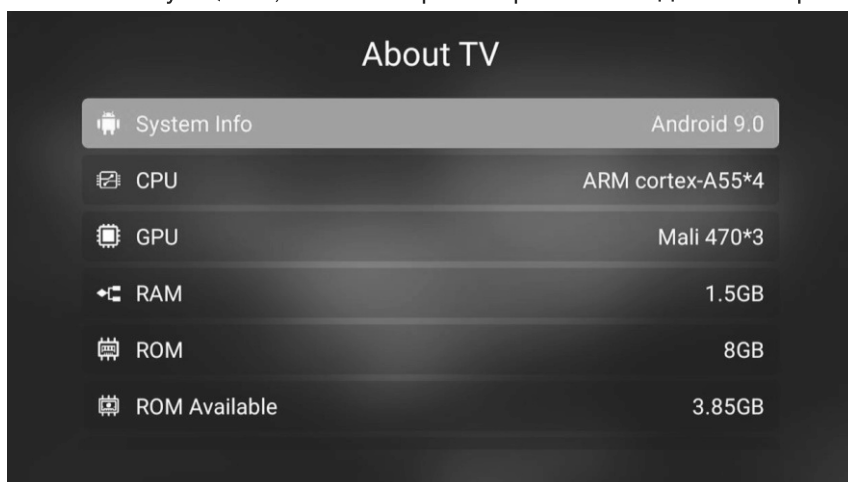 About TV
System Info Android 9.0
CPU ARM cortex-A55*4
GPU Mali 470*3
RAM 1.5GB
ROM 8GB
ROM Available 3.85GB